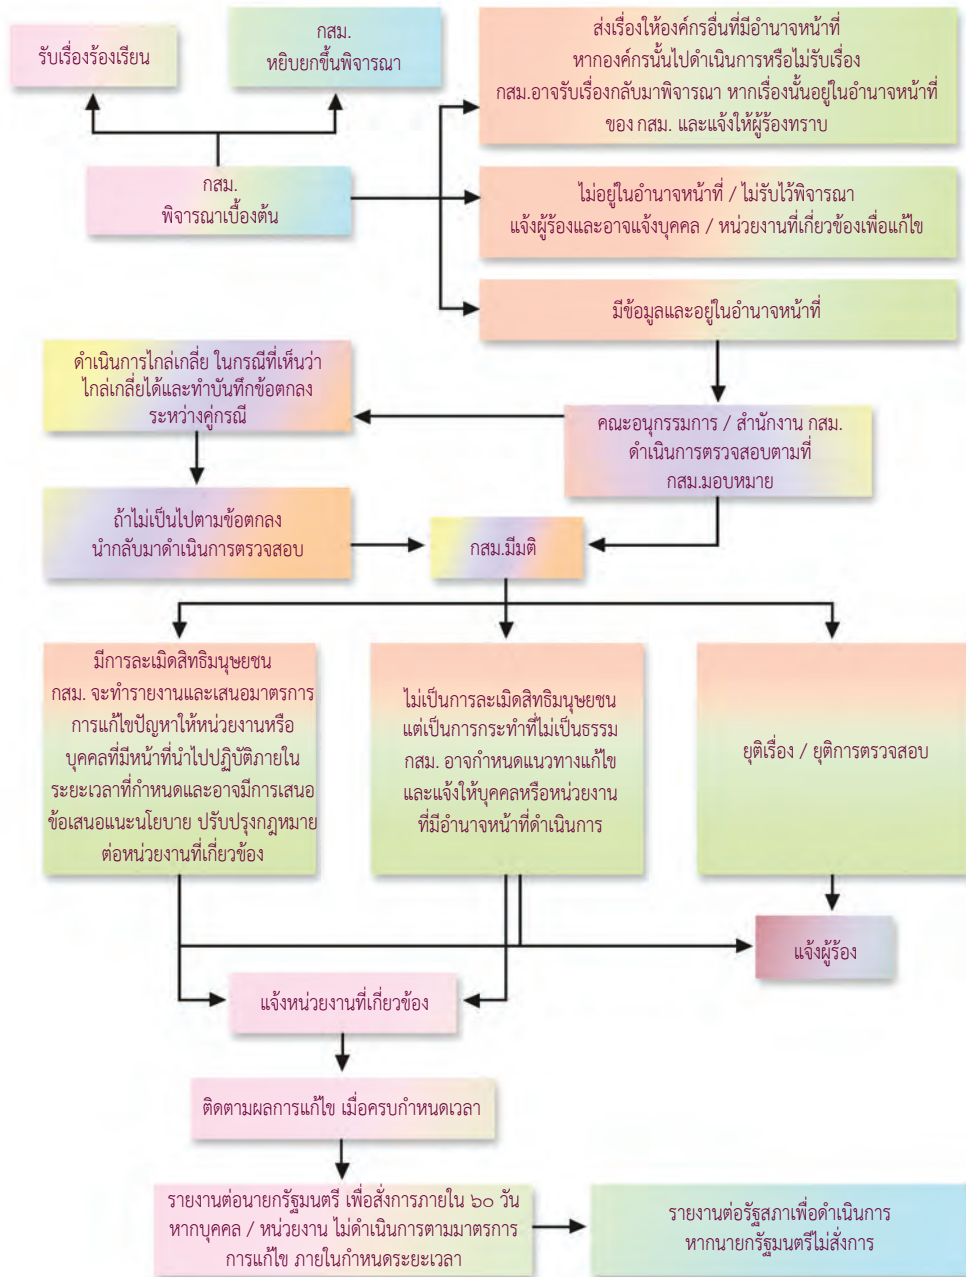 รับเรื่องร้องเรียน
กสม.
หยิบยกขึ้นพิจารณา
ส่งเรื่องให้องค์กรอื่นที่มีอำนาจหน้าที่
หากองค์กรนั้นไปดำเนินการหรือไม่รับเรื่อง
กสม.อาจรับเรื่องกลับมาพิจารณา หากเรื่องนั้นอยู่ในอำนาจหน้าที่
ของ กสม. และแจ้งให้ผู้ร้องทราบ
กสม.
พิจารณาเบื้องต้น
ไม่อยู่ในอำนาจหน้าที่ / ไม่รับไว้พิจารณา
แจ้งผู้ร้องและอาจแจ้งบุคคล / หน่วยงานที่เกี่ยวข้องเพื่อแก้ไข
มีข้อมูลและอยู่ในอำนาจหน้าที่
ดำเนินการไกล่เกลี่ย ในกรณีที่เห็นว่า
ไกล่เกลี่ยได้และทำบันทึกข้อตกลง
ระหว่างคู่กรณี
คณะอนุกรรมการ / สำนักงาน กสม.
ดำเนินการตรวจสอบตามที่
กสม.มอบหมาย
ถ้าไม่เป็นไปตามข้อตกลง
นำกลับมาดำเนินการตรวจสอบ
กสม.มีมติ
มีการละเมิดสิทธิมนุษยชน
กสม. จะทำรายงานและเสนอมาตรการ
การแก้ไขปัญหาให้หน่วยงานหรือ
บุคคลที่มีหน้าที่นำไปปฏิบัติภายใน
ระยะเวลาที่กำหนดและอาจมีการเสนอ
ข้อเสนอแนะนโยบาย ปรับปรุงกฎหมาย
ต่อหน่วยงานที่เกี่ยวข้อง
ไม่เป็นการละเมิดสิทธิมนุษยชน
แต่เป็นการกระทำที่ไม่เป็นธรรม
กสม. อาจกำหนดแนวทางแก้ไข
และแจ้งให้บุคคลหรือหน่วยงาน
ที่มีอำนาจหน้าที่ดำเนินการ
ยุติเรื่อง / ยุติการตรวจสอบ
แจ้งผู้ร้อง
แจ้งหน่วยงานที่เกี่ยวข้อง
ติดตามผลการแก้ไข เมื่อครบกำหนดเวลา
รายงานต่อนายกรัฐมนตรี เพื่อสั่งการภายใน ๖๐ วัน
หากบุคคล / หน่วยงาน ไม่ดำเนินการตามมาตรการ
การแก้ไข ภายในกำหนดระยะเวลา
รายงานต่อรัฐสภาเพื่อดำเนินการ
หากนายกรัฐมนตรีไม่สั่งการ